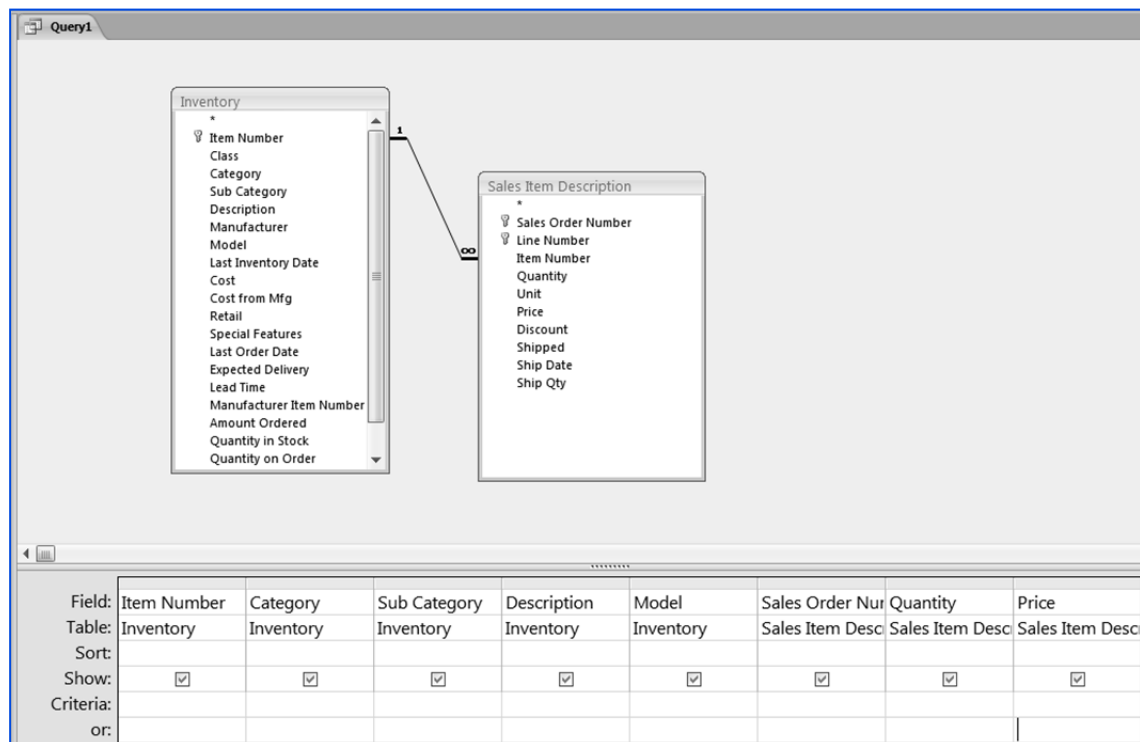 Query1
Inventory
*
Item Number
Class
Category
Sub Category
Description
Manufacturer
Model
Last Inventory Date
Cost
Cost from Mfg
Retail
Special Features
Last Order Date
Expected Delivery
Lead Time
Manufacturer Item Number
Amount Ordered
Quantity in Stock
Quantity on Order
1
∞
Sales Item Description
*
Sales Order Number
Line Number
Item Number
Quantity
Unit
Price
Discount
Shipped
Ship Date
Ship Qty
Field: Item Number Category Sub Category Description Model Sales Order Nur Quantity Price
Table: Inventory Inventory Inventory Inventory Inventory Sales Item Desc Sales Item Desc Sales Item Desc
Sort:
Show:
Criteria:
or: